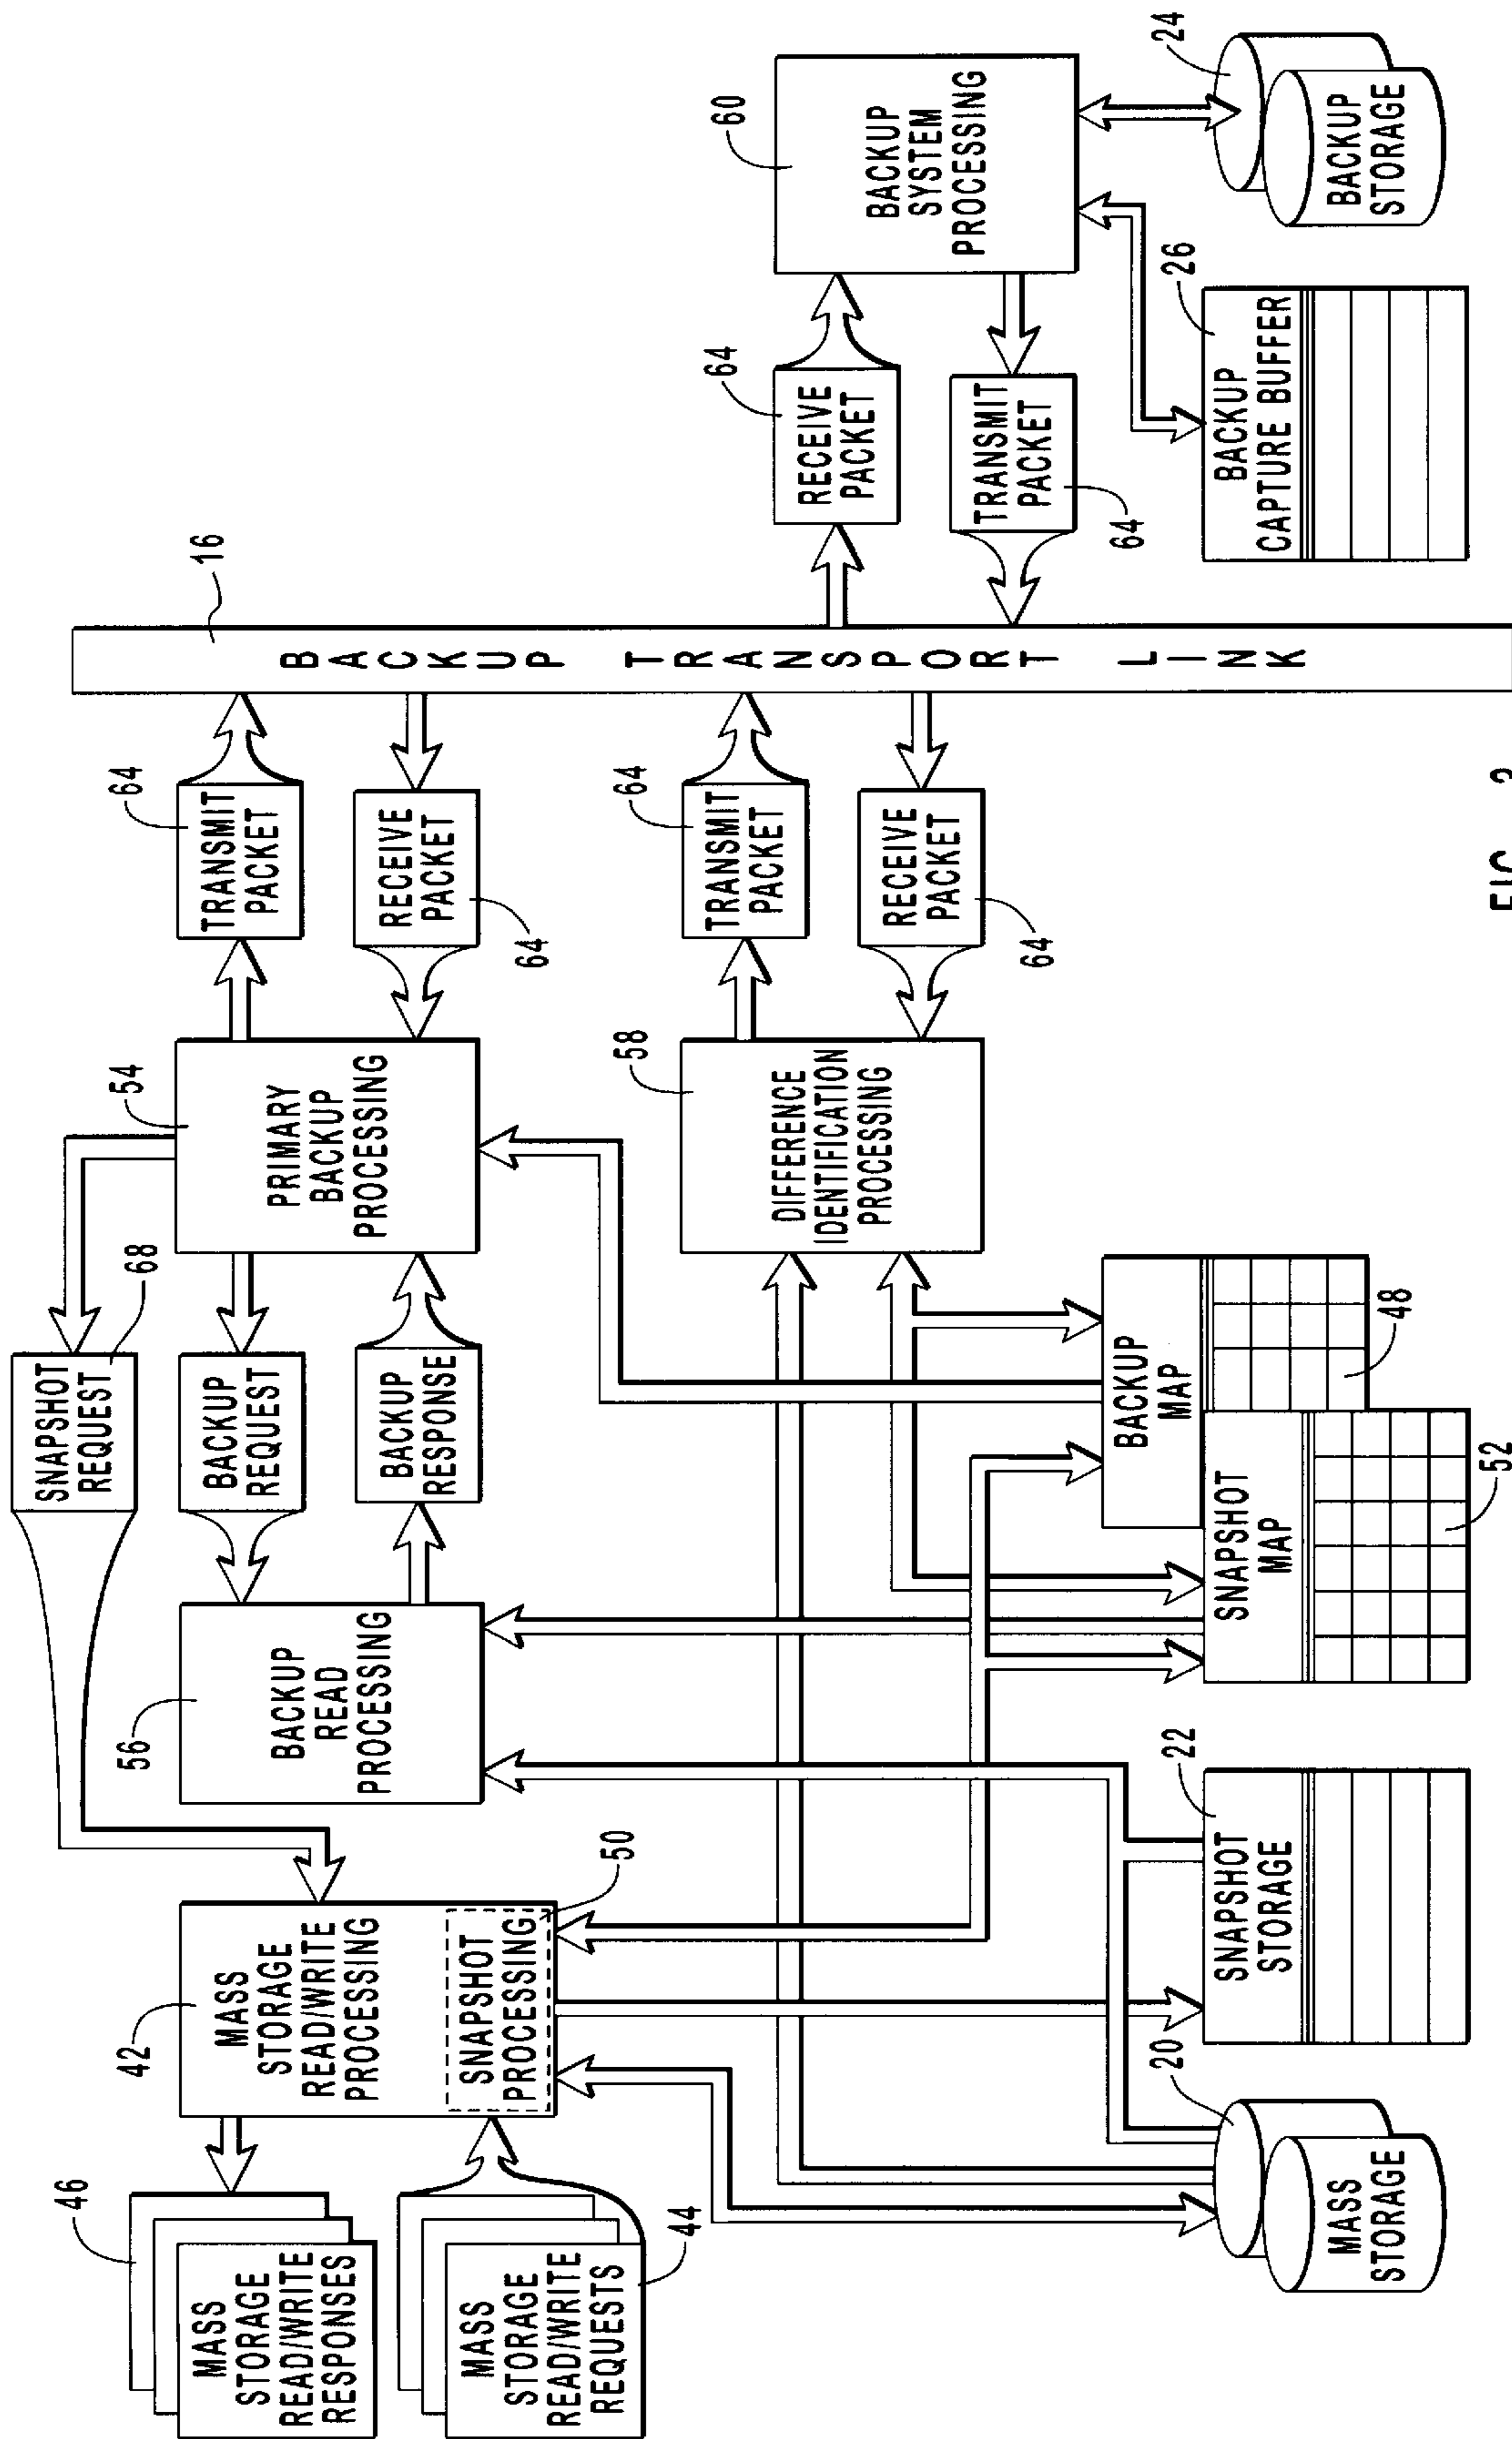 46
MASS
STORAGE
READ/WRITE
RESPONSES
MASS
STORAGE
READ/WRITE
REQUESTS
44
42
MASS
STORAGE
READ/WRITE
PROCESSING
SNAPSHOT
PROCESSING
50
SNAPSHOT
REQUEST
68
56
BACKUP
READ
PROCESSING
BACKUP
REQUEST
BACKUP
RESPONSE
54
PRIMARY
BACKUP
PROCESSING
64
TRANSMIT
PACKET
RECEIVE
PACKET
64
58
DIFFERENCE
IDENTIFICATION
PROCESSING
64
TRANSMIT
PACKET
RECEIVE
PACKET
64
16
BACKUP TRANSPORT LINK
64
RECEIVE
PACKET
TRANSMIT
PACKET
64
60
BACKUP
SYSTEM
PROCESSING
20
MASS
STORAGE
22
SNAPSHOT
STORAGE
SNAPSHOT
MAP
52
BACKUP
MAP
48
26
BACKUP
CAPTURE BUFFER
24
BACKUP
STORAGE